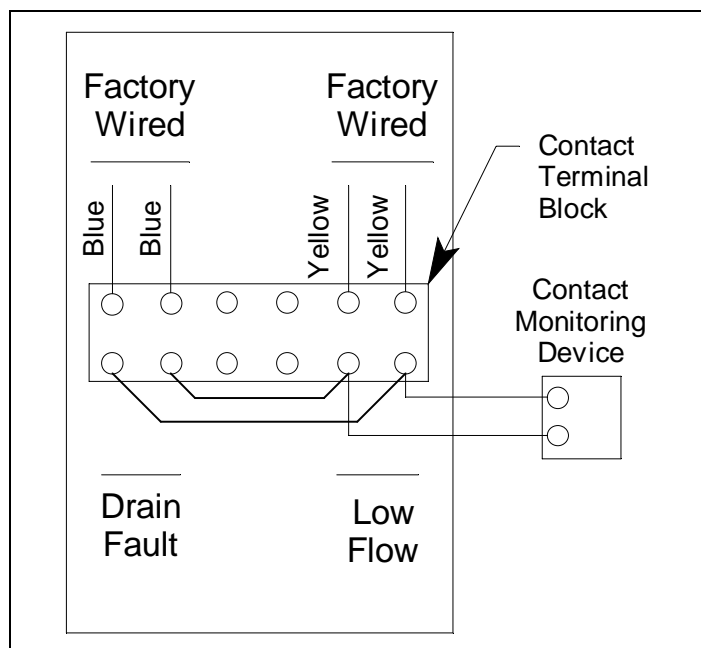 Factory
Wired
Factory
Wired
Contact
Terminal
Block
Blue
Blue
Yellow
Yellow
Contact
Monitoring
Device
Drain
Fault
Low
Flow